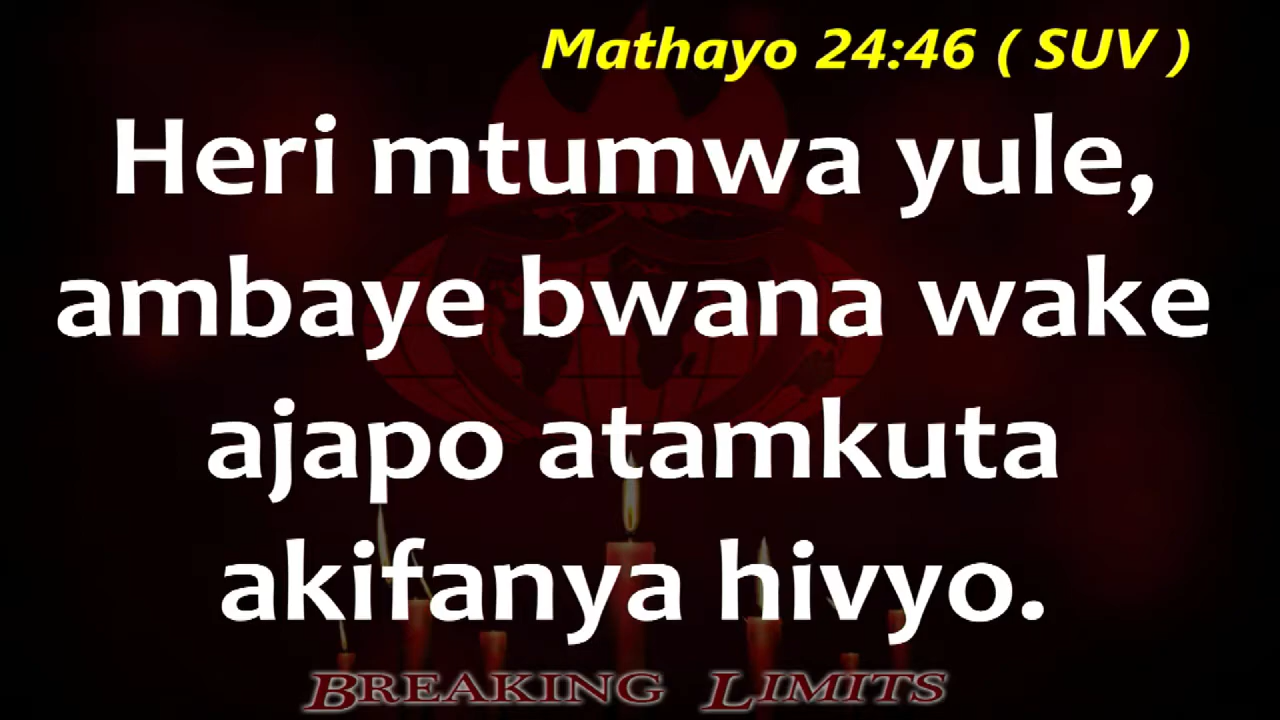 Mathayo 24:46 ( SUV )
Heri mtumwa yule,
ambaye bwana wake
ajapo atamkuta
akifanya hivyo.
BREAKING LIMITS